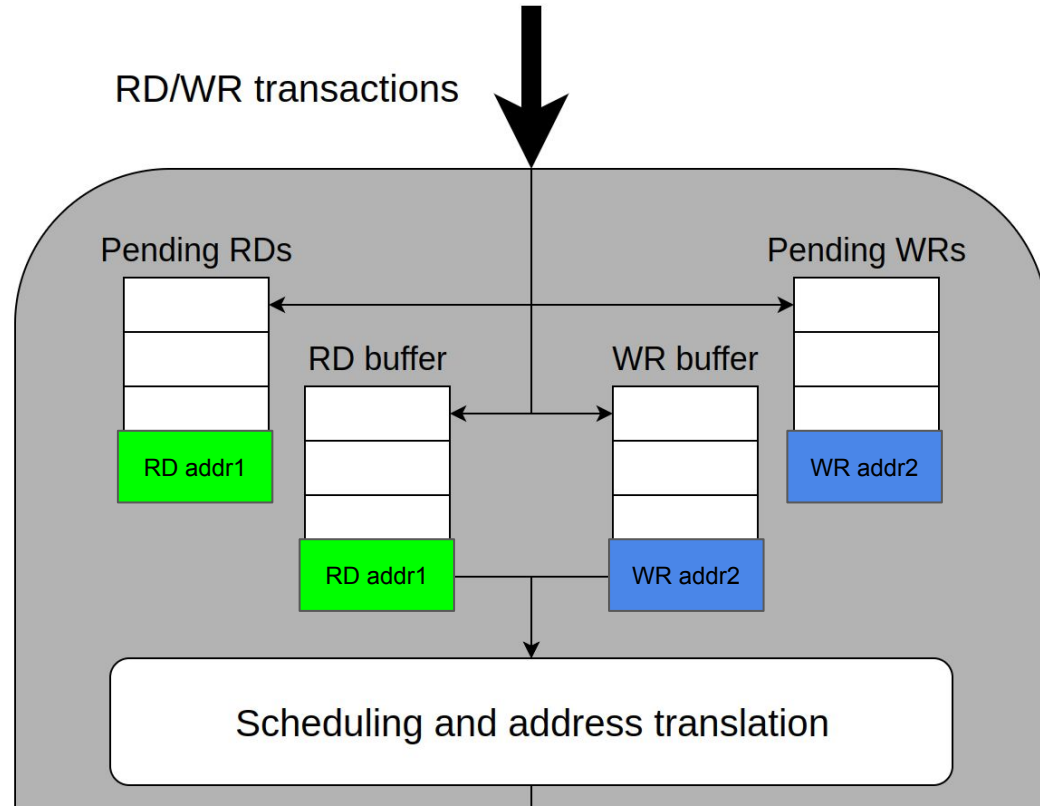 RD/WR transactions
Pending RDs
Pending WRs
RD buffer
WR buffer
RD addr1
WR addr2
RD addr1
WR addr2
Scheduling and address translation